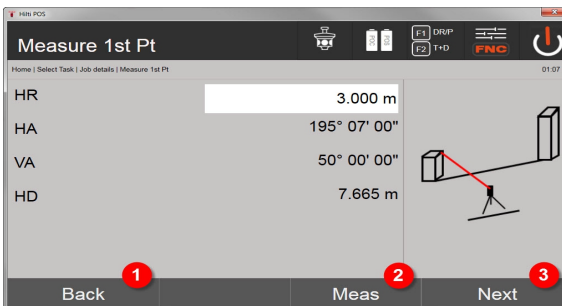 Hilti POS
Measure 1st Pt
POC
POS
F1 DR/P
F2 T+D
FNC
Home | Select Task | Job details | Measure 1st Pt
01:07
HR 3.000 m
HA 195° 07' 00"
VA 50° 00' 00"
HD 7.665 m
1
2
3
Back
Meas
Next